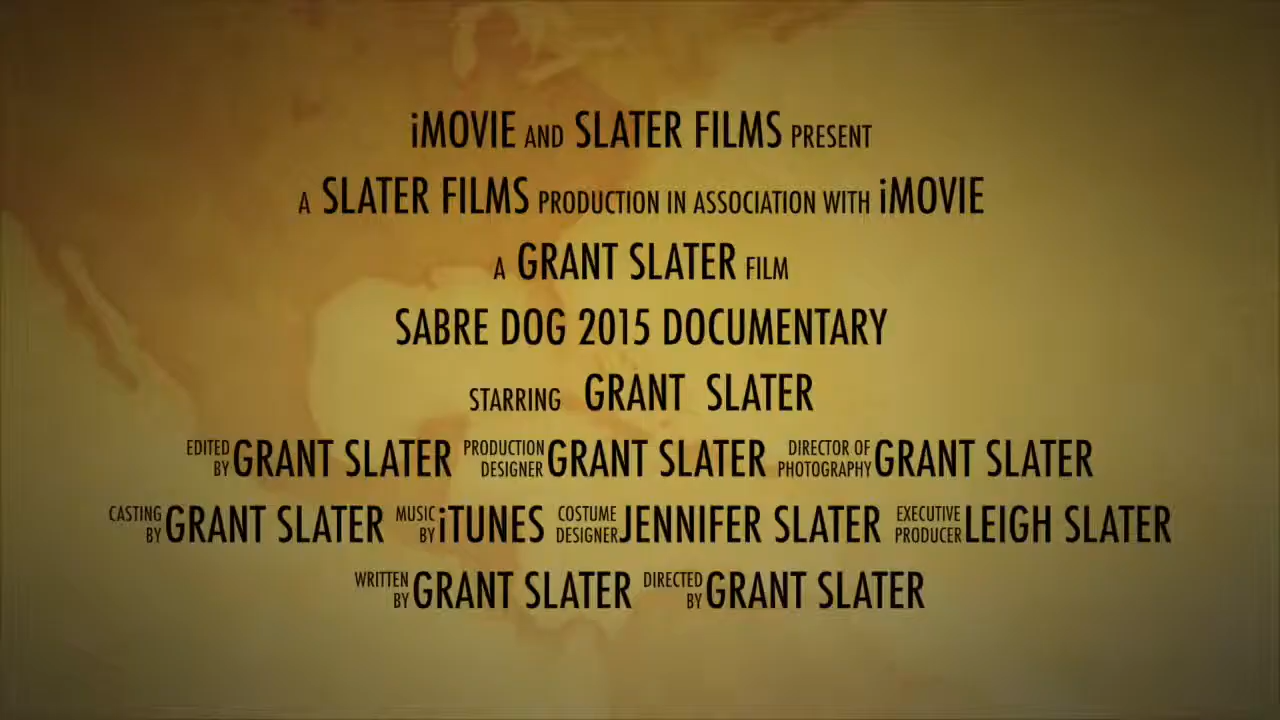 iMOVIE AND SLATER FILMS PRESENT
A SLATER FILMS PRODUCTION IN ASSOCIATION WITH iMOVIE
A GRANT SLATER FILM
SABRE DOG 2015 DOCUMENTARY
STARRING GRANT SLATER
EDITED BY GRANT SLATER PRODUCTION DESIGNER GRANT SLATER DIRECTOR OF PHOTOGRAPHY GRANT SLATER
CASTING BY GRANT SLATER MUSIC BY iTUNES COSTUME DESIGNER JENNIFER SLATER EXECUTIVE PRODUCER LEIGH SLATER
WRITTEN BY GRANT SLATER DIRECTED BY GRANT SLATER